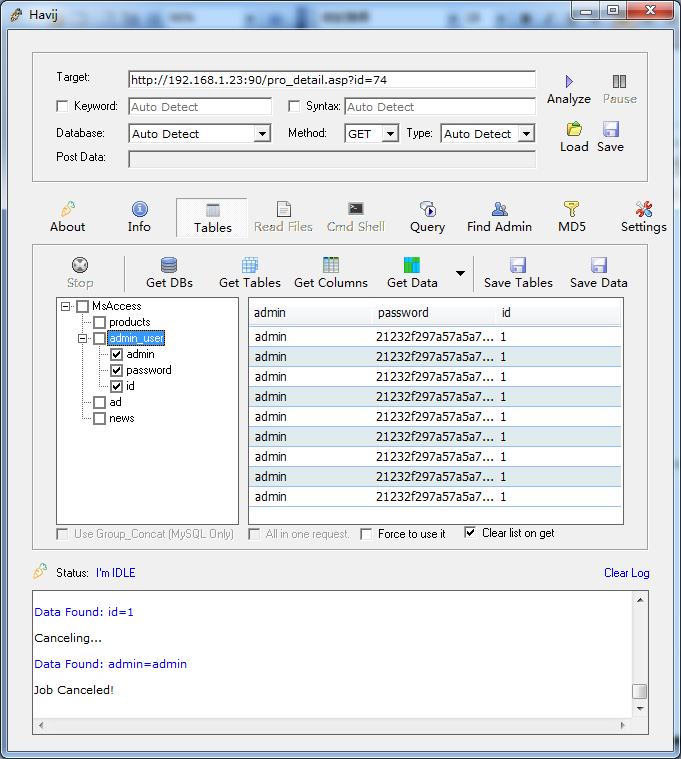 Havij
Target: http://192.168.1.23:90/pro_detail.asp?id=74
Analyze Pause
Keyword: Auto Detect Syntax: Auto Detect
Database: Auto Detect Method: GET Type: Auto Detect
Load Save
Post Data:
About Info Tables Read Files Cmd Shell Query Find Admin MD5 Settings
Stop Get DBs Get Tables Get Columns Get Data Save Tables Save Data
MsAccess
products
admin_user
admin
password
id
ad
news
admin password id
admin 21232f297a57a5a7... 1
admin 21232f297a57a5a7... 1
admin 21232f297a57a5a7... 1
admin 21232f297a57a5a7... 1
admin 21232f297a57a5a7... 1
admin 21232f297a57a5a7... 1
admin 21232f297a57a5a7... 1
admin 21232f297a57a5a7... 1
admin 21232f297a57a5a7... 1
Use Group_Concat (MySQL Only) All in one request. Force to use it Clear list on get
Status: I'm IDLE Clear Log
Data Found: id=1
Canceling...
Data Found: admin=admin
Job Canceled!